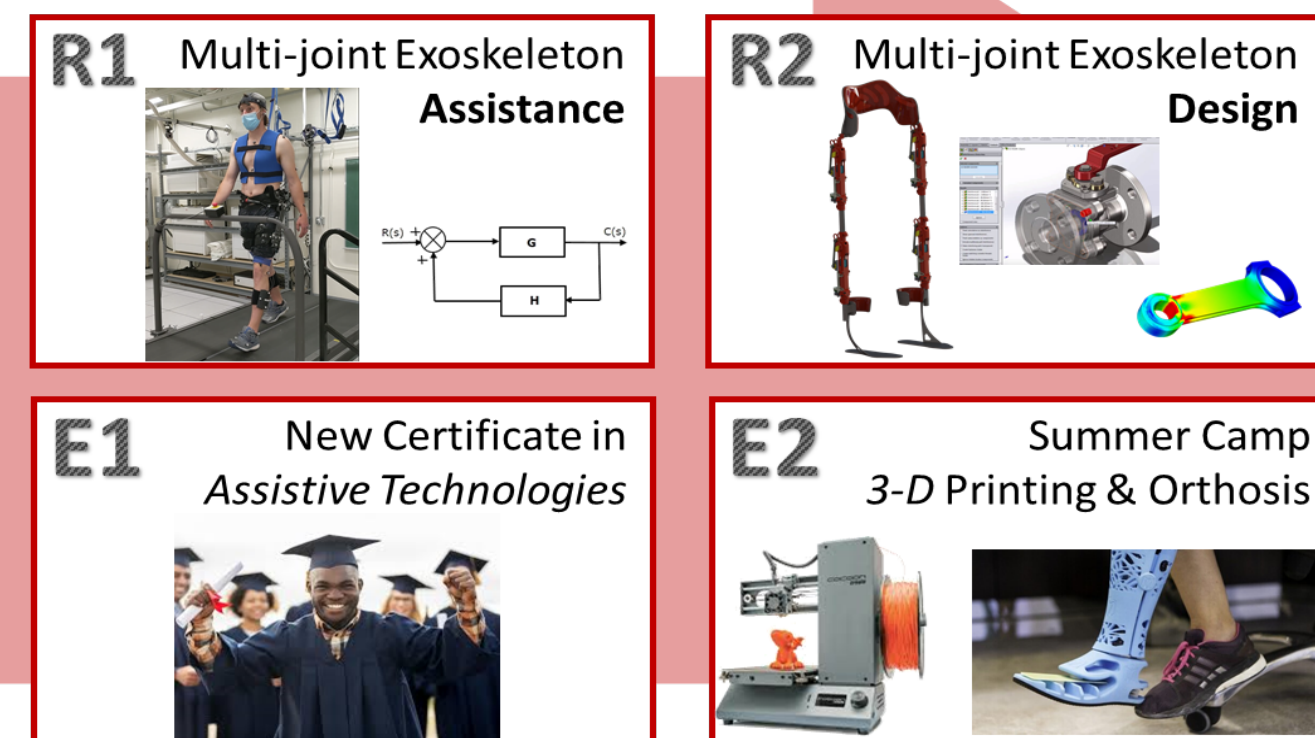 R1
Multi-joint Exoskeleton
Assistance
R(s)
+
+
G
C(s)
H
R2
Multi-joint Exoskeleton
Design
E1
New Certificate in
Assistive Technologies
E2
Summer Camp
3-D Printing & Orthosis
cocoon